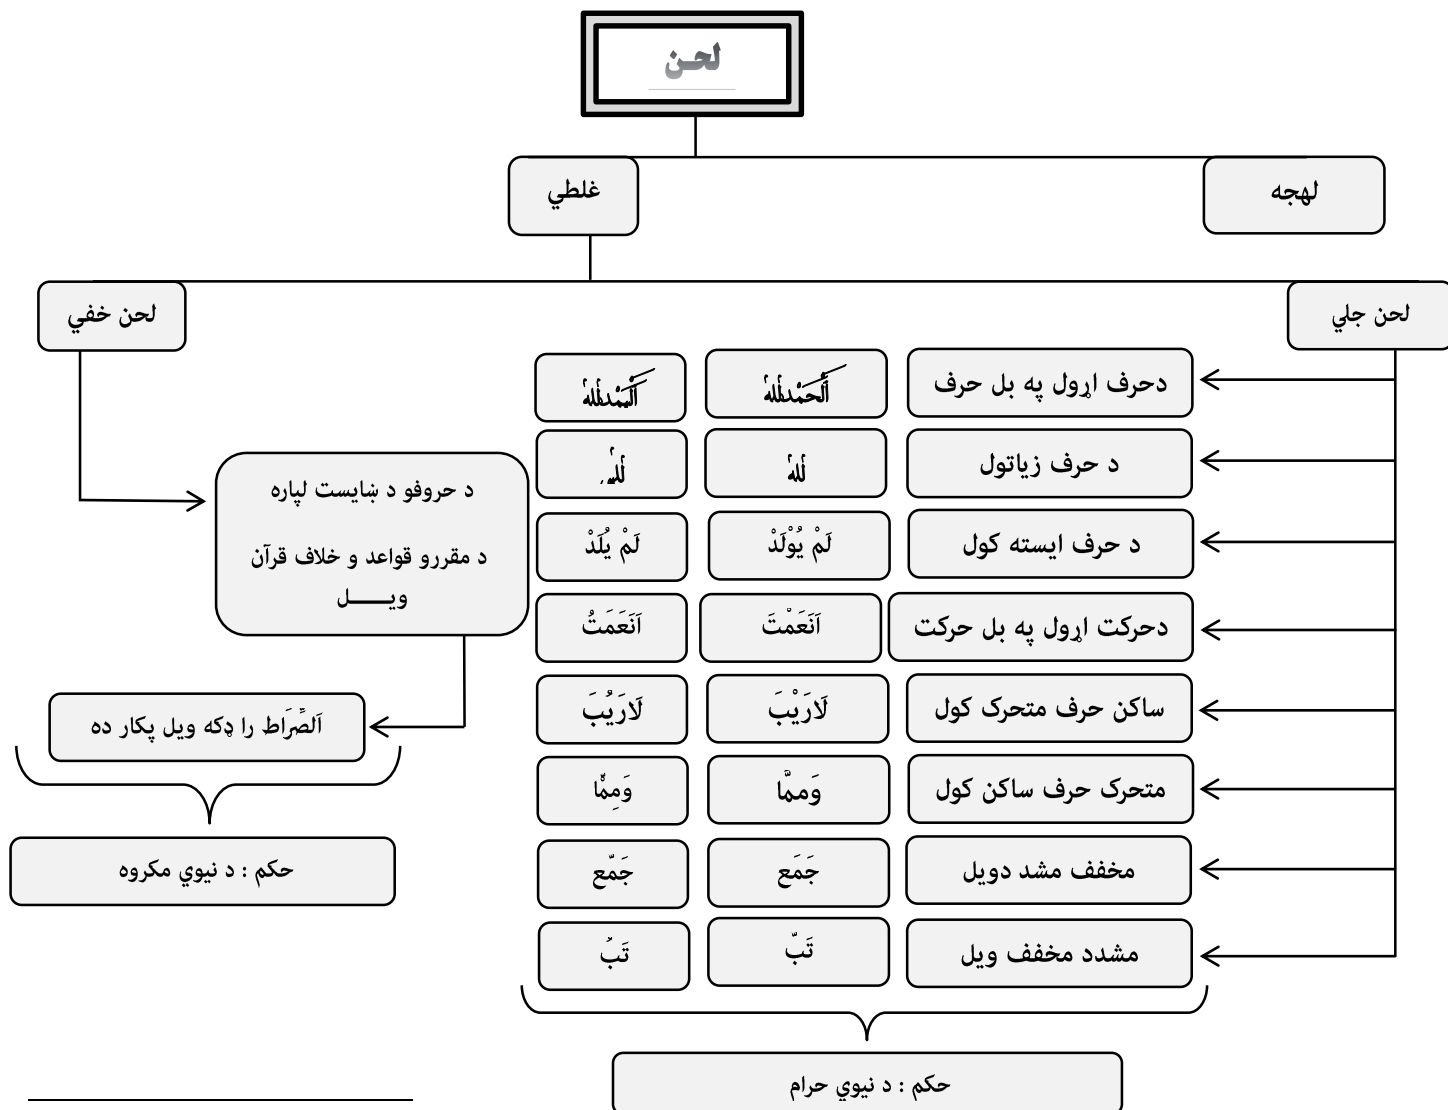 لحن
لهجه
غلطي
لحن جلي
لحن خفي
دحرف اړول په بل حرف
د حرف زیاتول
د حرف ایسته کول
لَمْ يُوْلَدْ
لَمْ يُلَدْ
دحرکت اړول په بل حرکت
اَنَعَمْتَ
اَنَعَمَتُ
ساکن حرف متحرک کول
لَارَيْبَ
لَارَيُبَ
متحرک حرف ساکن کول
وَممَّا
مخفف مشد دویل
جَمَع
جَمّع
مشدد مخفف ویل
تَبّ
حکم : د نیوي حرام
د حروفو د ښایست لپاره
د مقررو قواعد و خلاف قرآن
ویــــل
اَلصِّرَاط را ډکه ویل پکار ده
حکم : د نیوي مکروه